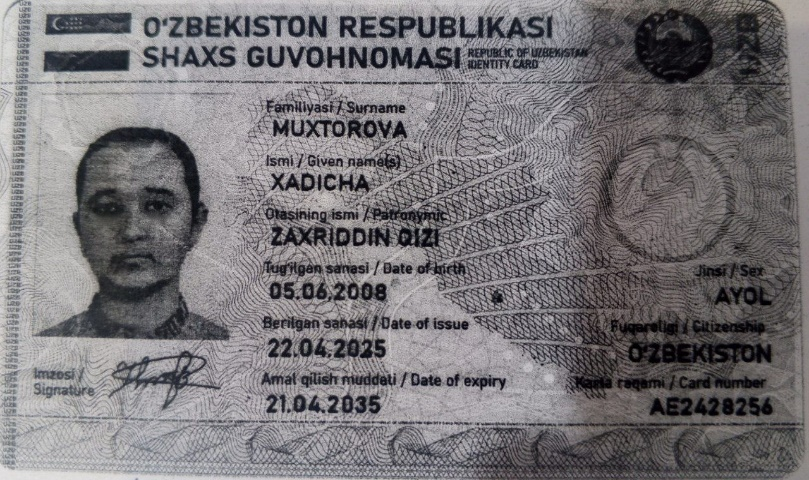 O'ZBEKISTON RESPUBLIKASI
SHAXS GUVOHNOMASI
REPUBLIC OF UZBEKISTAN
IDENTITY CARD
Familiyasi / Surname
MUXTOROVA
Ismi / Given name(s)
XADICHA
Otasining ismi / Patronymic
ZAXRIDDIN QIZI
Tug'ilgan sanasi / Date of birth
05.06.2008
Jinsi / Sex
AYOL
Berilgan sanasi / Date of issue
22.04.2025
Fuqaroligi / Citizenship
O'ZBEKISTON
Imzosi /
Signature
Amal qilish muddati / Date of expiry
21.04.2035
Karta raqami / Card number
AE2428256